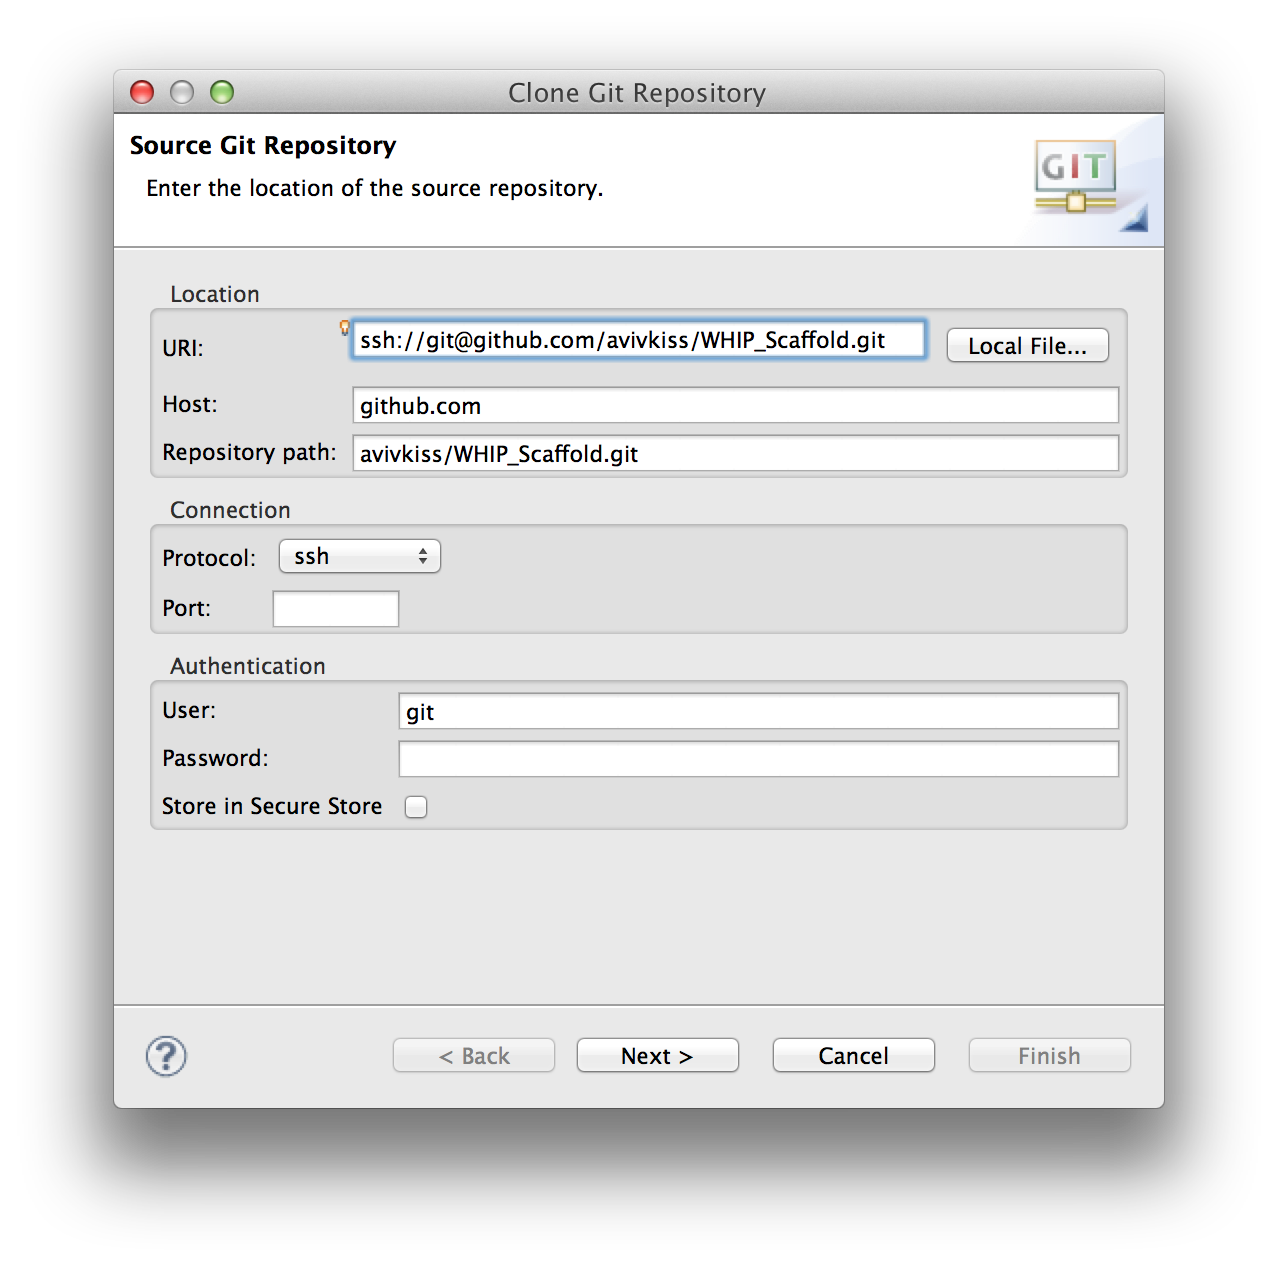 Clone Git Repository
Source Git Repository
Enter the location of the source repository.
GIT
Location
URI: ssh://git@github.com/avivkiss/WHIP_Scaffold.git Local File...
Host: github.com
Repository path: avivkiss/WHIP_Scaffold.git
Connection
Protocol: ssh
Port:
Authentication
User: git
Password:
Store in Secure Store
? < Back Next > Cancel Finish